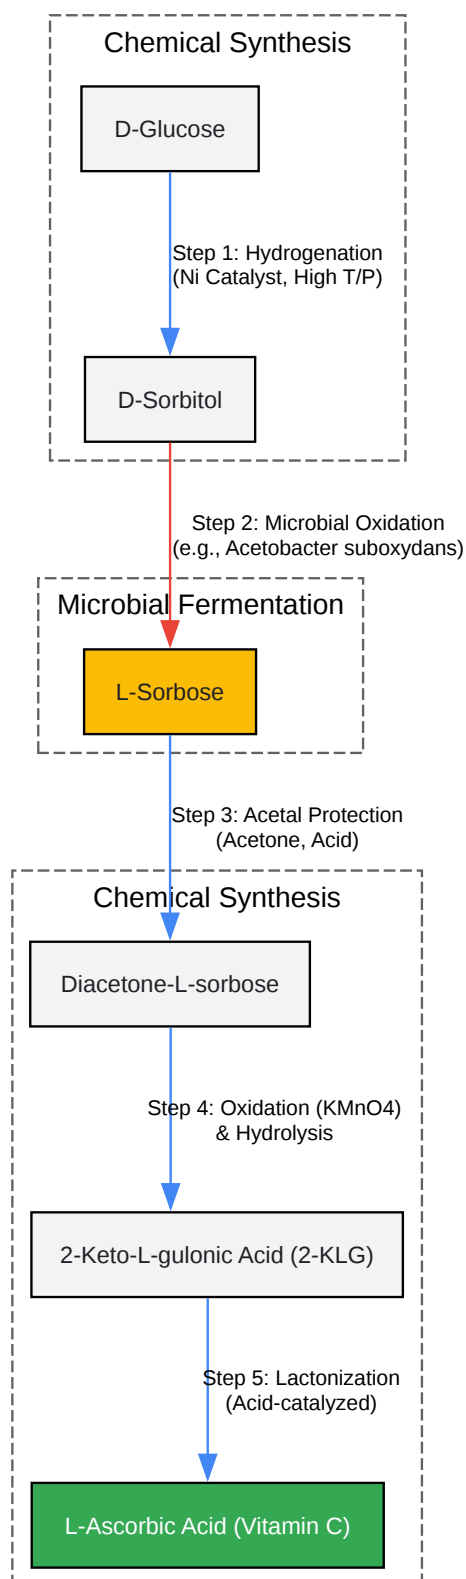 Chemical Synthesis
D-Glucose
Step 1: Hydrogenation
(Ni Catalyst, High T/P)
D-Sorbitol
Step 2: Microbial Oxidation
(e.g., Acetobacter suboxydans)
Microbial Fermentation
L-Sorbose
Step 3: Acetal Protection
(Acetone, Acid)
Chemical Synthesis
Diacetone-L-sorbose
Step 4: Oxidation (KMnO4)
& Hydrolysis
2-Keto-L-gulonic Acid (2-KLG)
Step 5: Lactonization
(Acid-catalyzed)
L-Ascorbic Acid (Vitamin C)